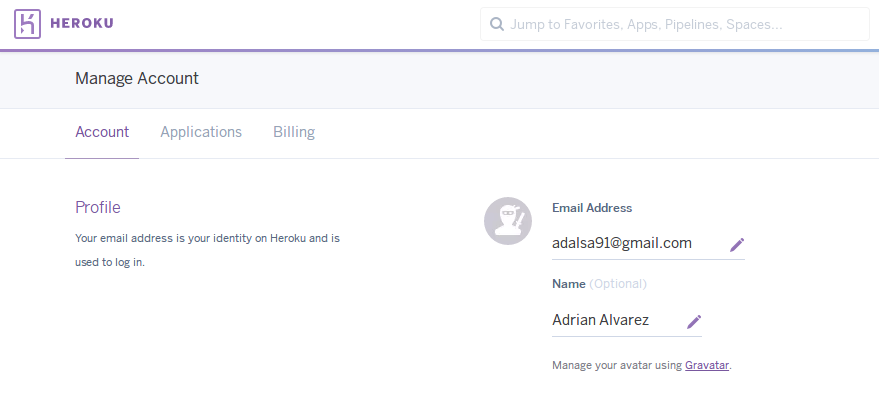 HEROKU
Jump to Favorites, Apps, Pipelines, Spaces...
Manage Account
Account Applications Billing
Profile
Your email address is your identity on Heroku and is
used to log in.
Email Address
adalsa91@gmail.com
Name (Optional)
Adrian Alvarez
Manage your avatar using Gravatar.